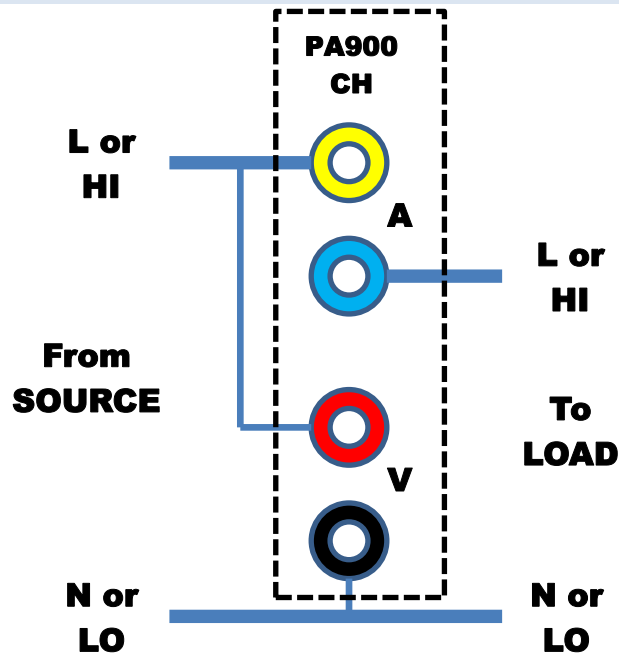 PA900
CH
L or
HI
A
L or
HI
From
SOURCE
To
LOAD
V
N or
LO
N or
LO